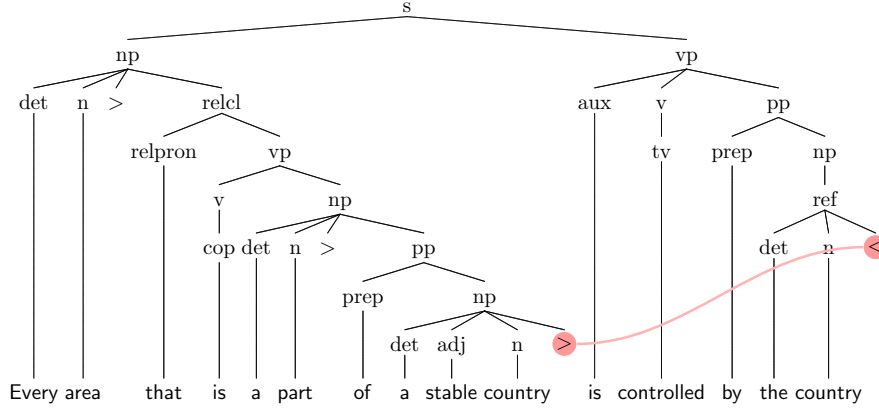 s
np vp
det n > relcl aux v pp
relpron vp tv prep np
v np ref
cop det n > pp det n <
prep np
det adj n >
Every area that is a part of a stable country is controlled by the country